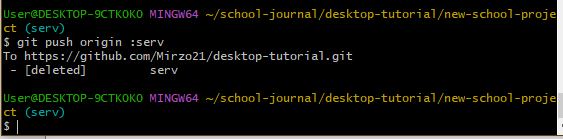 User@DESKTOP-9CTKOKO MINGW64 ~/school-journal/desktop-tutorial/new-school-proje
ct (serv)
$ git push origin :serv
To https://github.com/Mirzo21/desktop-tutorial.git
 - [deleted]         serv
User@DESKTOP-9CTKOKO MINGW64 ~/school-journal/desktop-tutorial/new-school-proje
ct (serv)
$